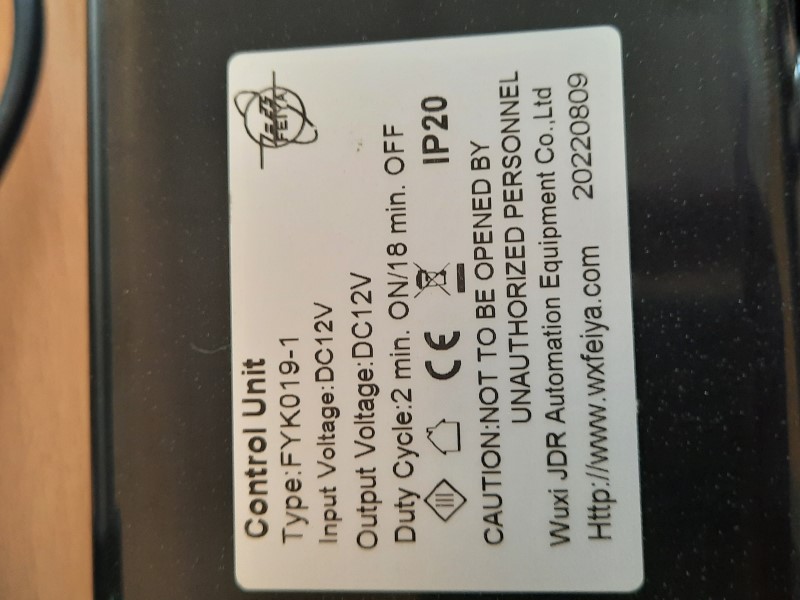 FEIYA
Control Unit
Type:FYK019-1
Input Voltage:DC12V
Output Voltage:DC12V
Duty Cycle:2 min. ON/18 min. OFF
CE IP20
CAUTION:NOT TO BE OPENED BY
UNAUTHORIZED PERSONNEL
Wuxi JDR Automation Equipment Co.,Ltd
Http://www.wxfeiya.com 20220809